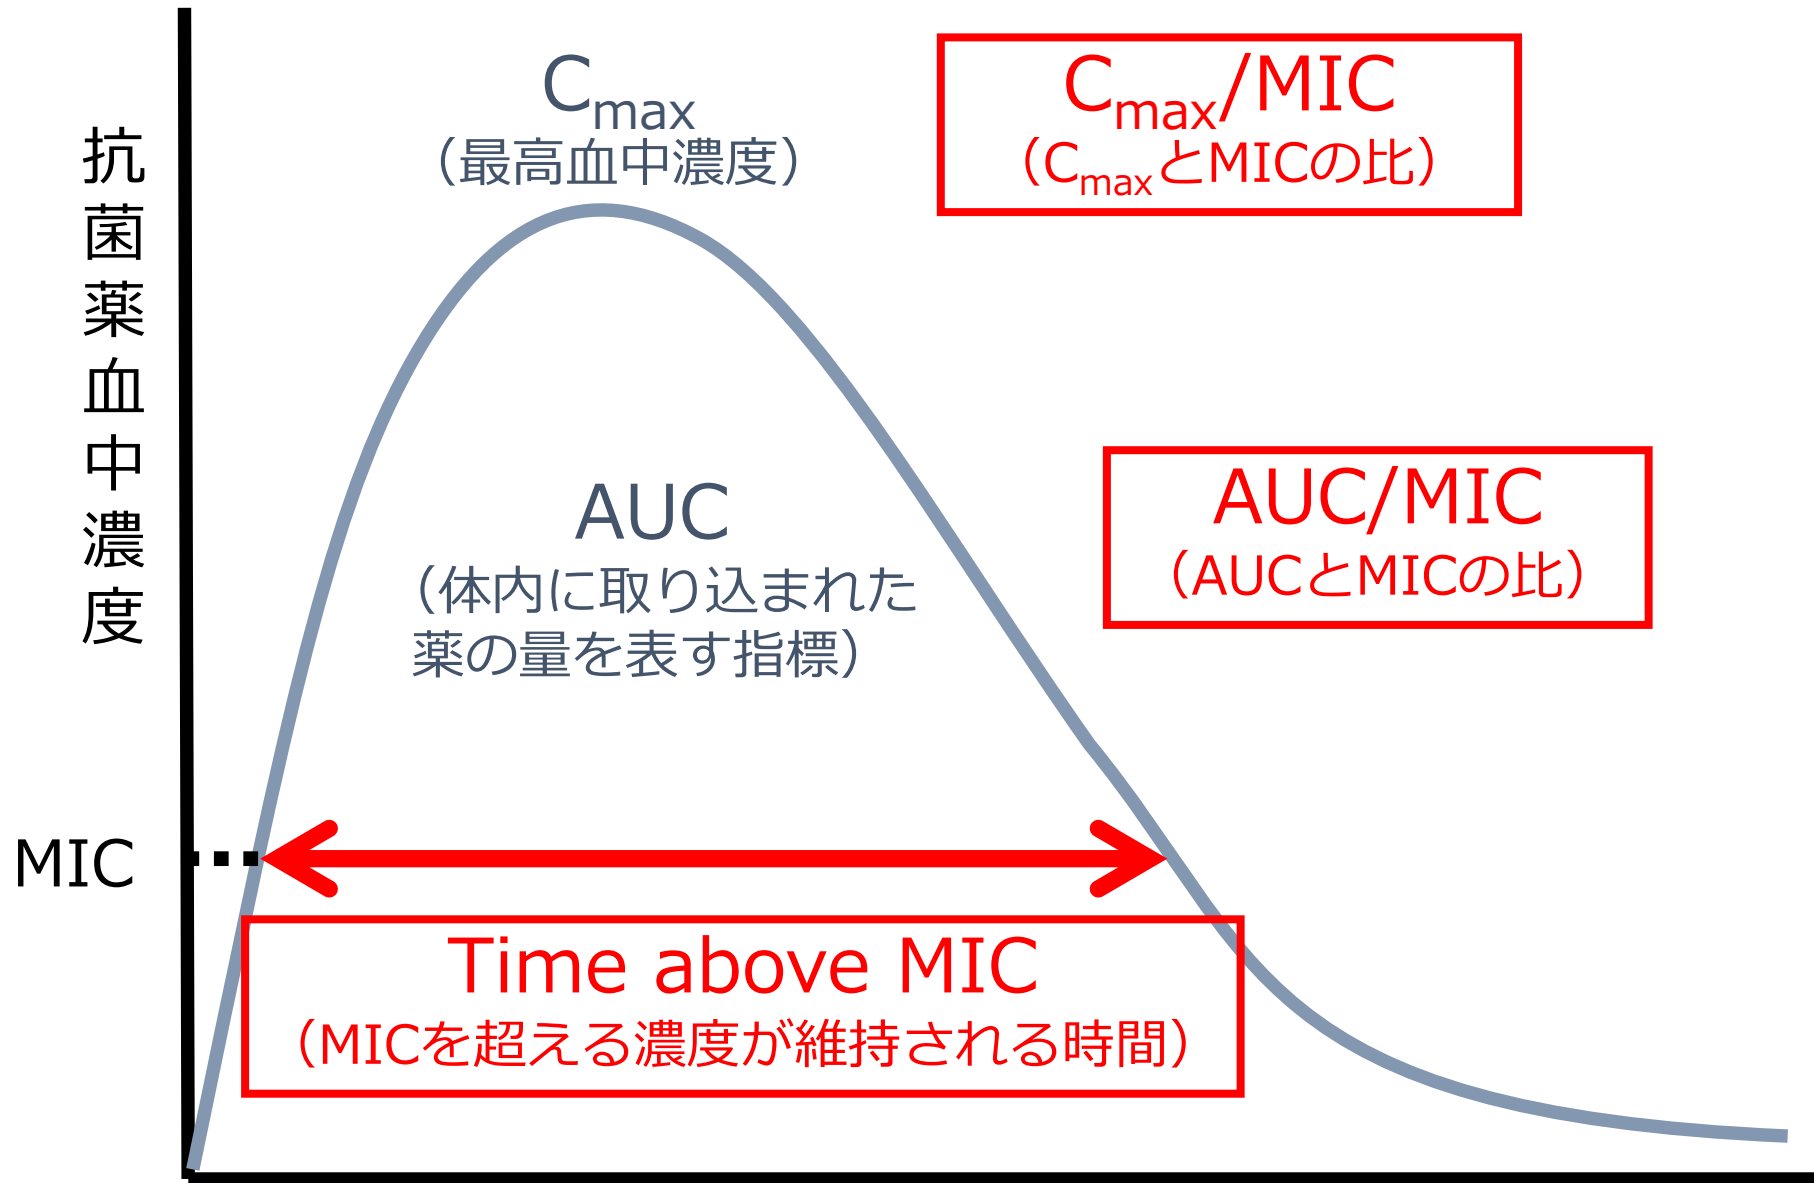 抗菌薬血中濃度
Cmax
（最高血中濃度）
Cmax/MIC
（CmaxとMICの比）
AUC
（体内に取り込まれた
薬の量を表す指標）
AUC/MIC
（AUCとMICの比）
MIC
Time above MIC
（MICを超える濃度が維持される時間）